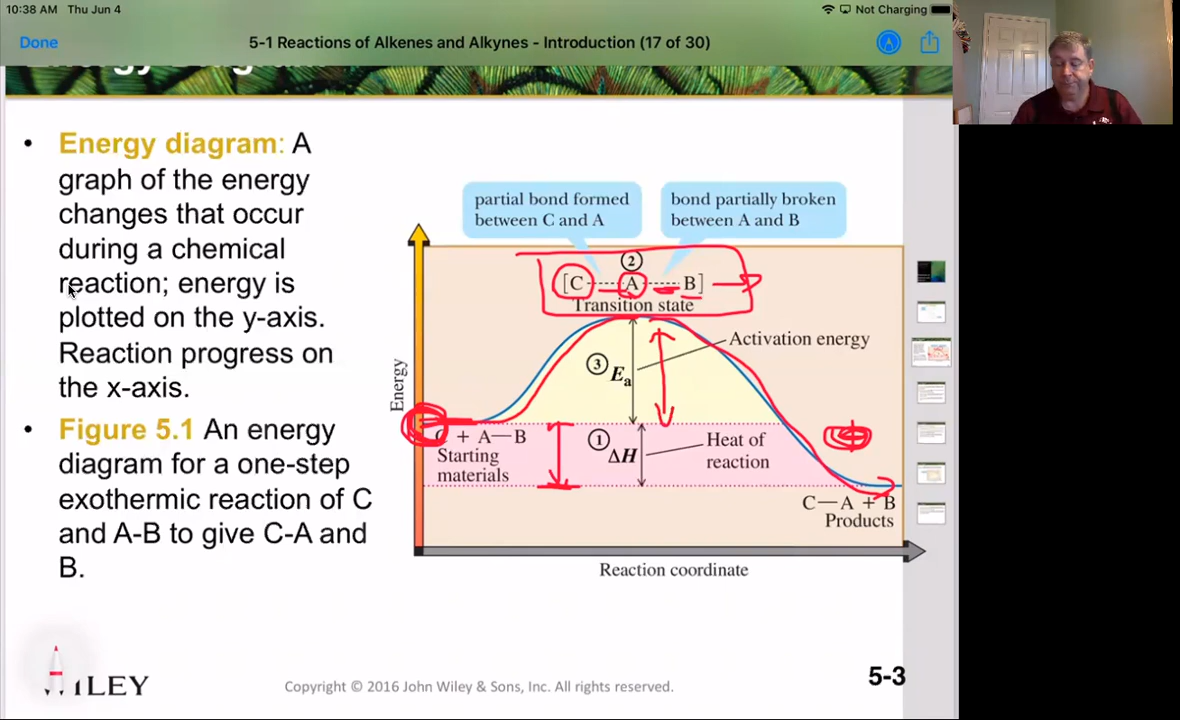 10:38 AM Thu Jun 4
Not Charging
Done
5-1 Reactions of Alkenes and Alkynes - Introduction (17 of 30)
• Energy diagram: A
graph of the energy
changes that occur
during a chemical
reaction; energy is
plotted on the y-axis.
Reaction progress on
the x-axis.
• Figure 5.1 An energy
diagram for a one-step
exothermic reaction of C
and A-B to give C-A and
B.
partial bond formed
between C and A
bond partially broken
between A and B
②
[C-----A-----B]
Transition state
Activation energy
③ Ea
Energy
C + A—B
Starting
materials
① ΔH
Heat of
reaction
C—A + B
Products
Reaction coordinate
WILEY
Copyright © 2016 John Wiley & Sons, Inc. All rights reserved.
5-3